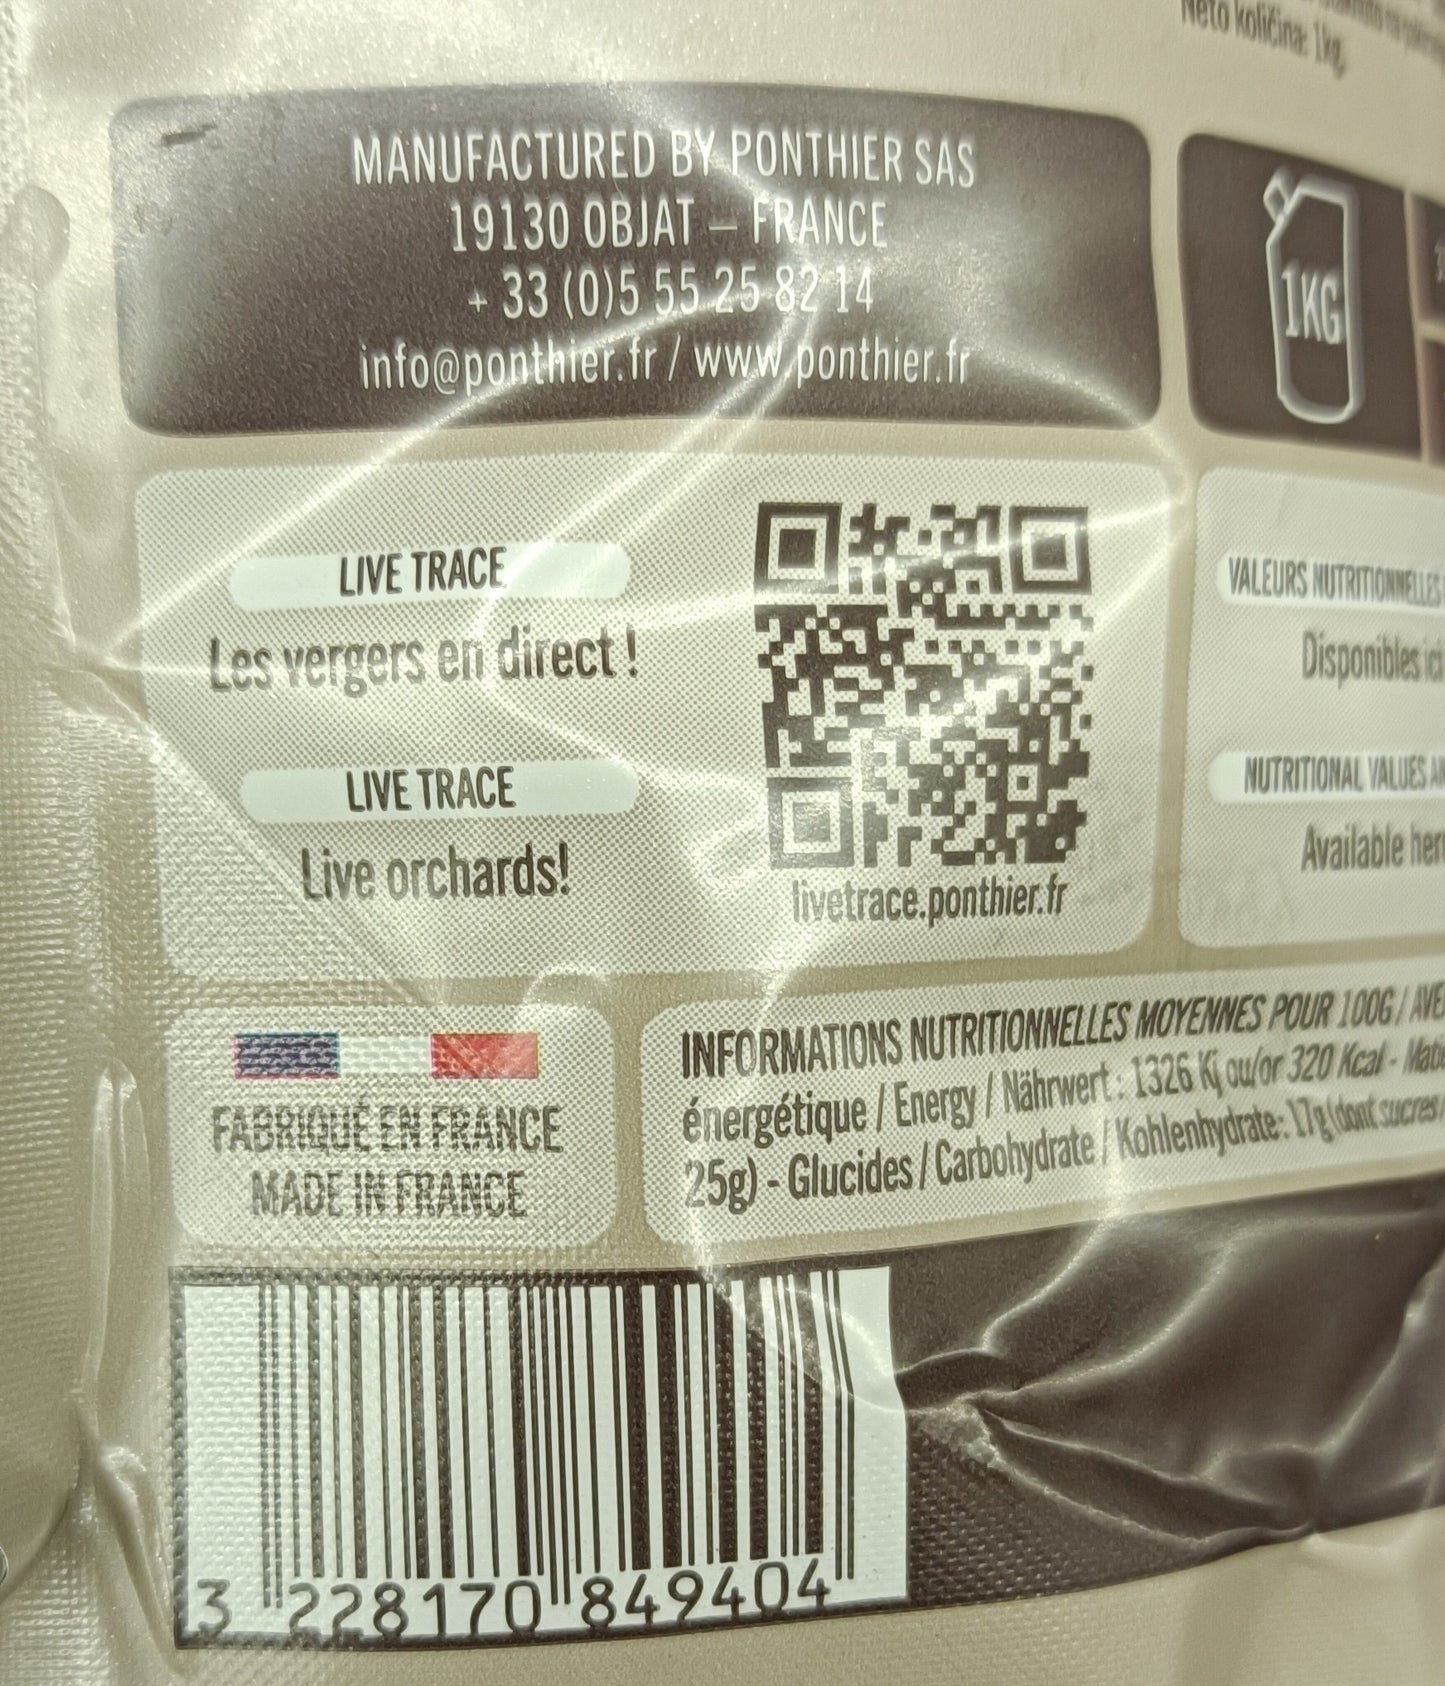 Neto količina: 1kg,
MANUFACTURED BY PONTHIER SAS
19130 OBJAT – FRANCE
+ 33 (0)5 55 25 82 14
info@ponthier.fr / www.ponthier.fr
1KG
LIVE TRACE
Les vergers en direct !
LIVE TRACE
Live orchards!
livetrace.ponthier.fr
VALEURS NUTRITIONNELLES
Disponibles ici
NUTRITIONAL VALUES
Available
FABRIQUÉ EN FRANCE
MADE IN FRANCE
INFORMATIONS NUTRITIONNELLES MOYENNES POUR 100G /
énergétique / Energy / Nährwert : 1326 Kj ou/or 320 Kcal -
25g) - Glucides / Carbohydrate / Kohlenhydrate: 17g (dont sucres /
3 228170 849404